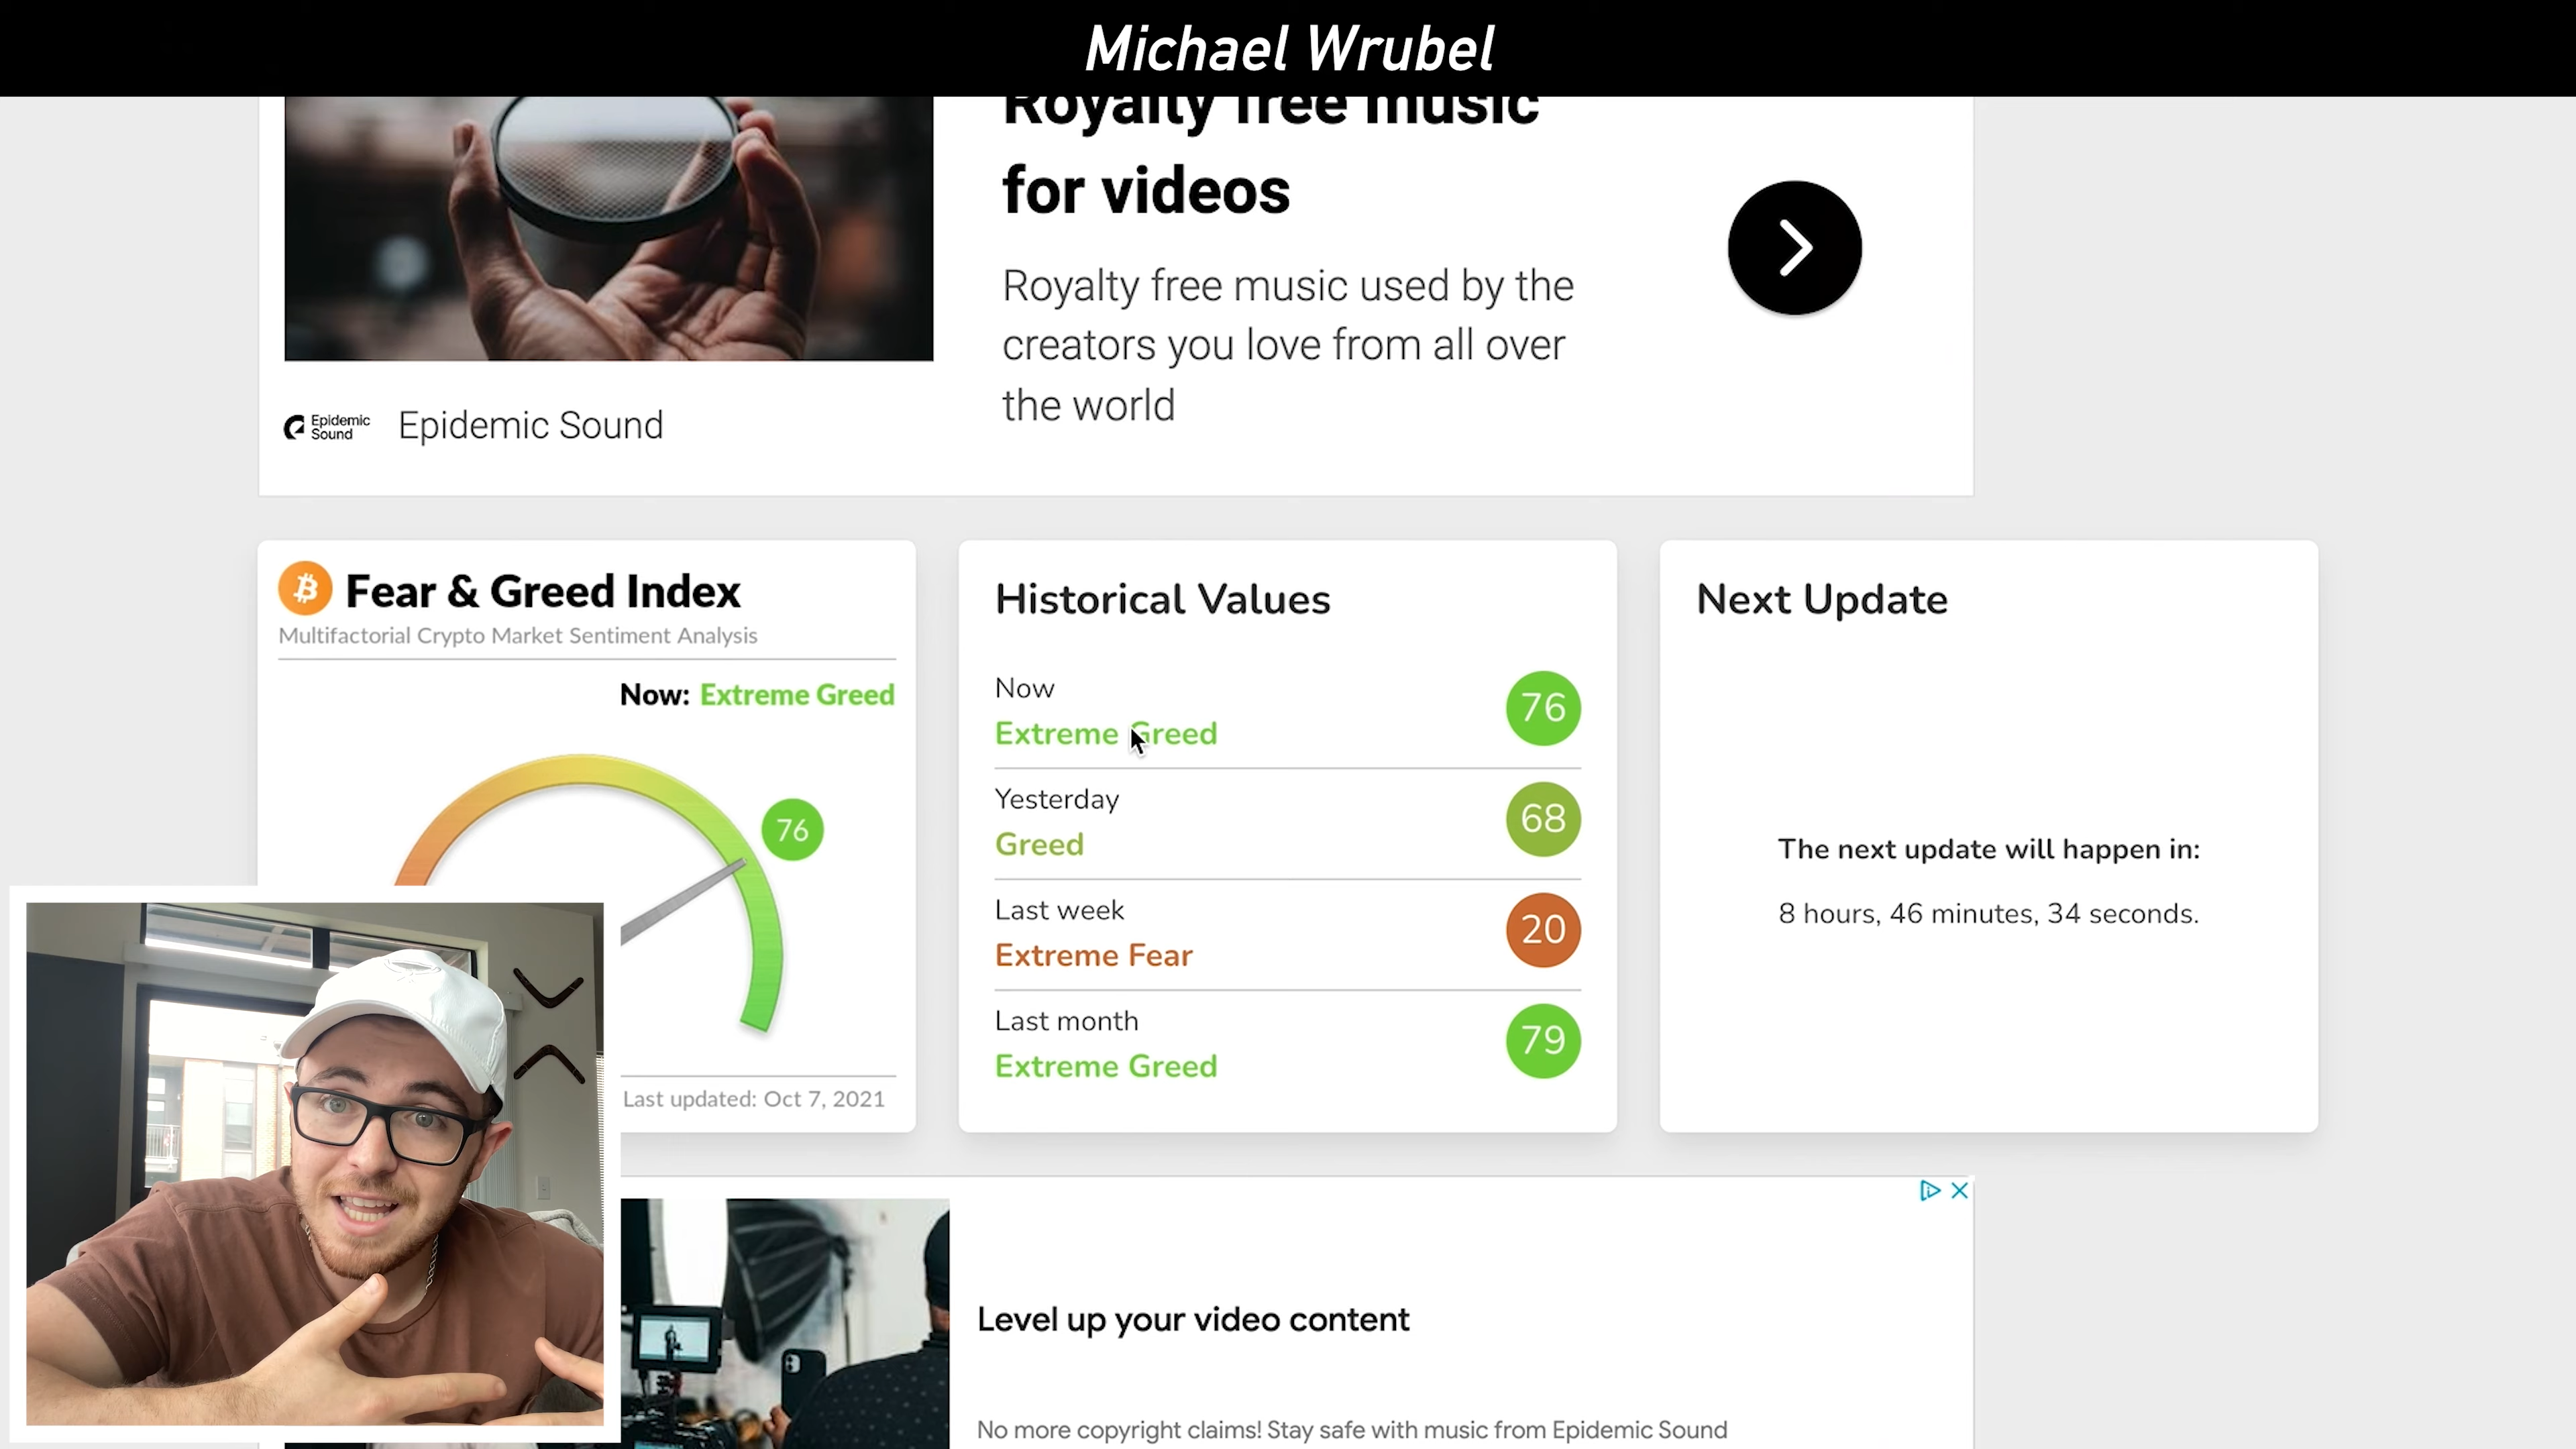 Michael Wrubel
Royalty free music
for videos
Royalty free music used by the
creators you love from all over
the world
Epidemic
Sound
Epidemic Sound
Fear & Greed Index
Multifactorial Crypto Market Sentiment Analysis
Now: Extreme Greed
76
Last updated: Oct 7, 2021
Historical Values
Now
Extreme Greed
76
Yesterday
Greed
68
Last week
Extreme Fear
20
Last month
Extreme Greed
79
Next Update
The next update will happen in:
8 hours, 46 minutes, 34 seconds.
Level up your video content
No more copyright claims! Stay safe with music from Epidemic Sound